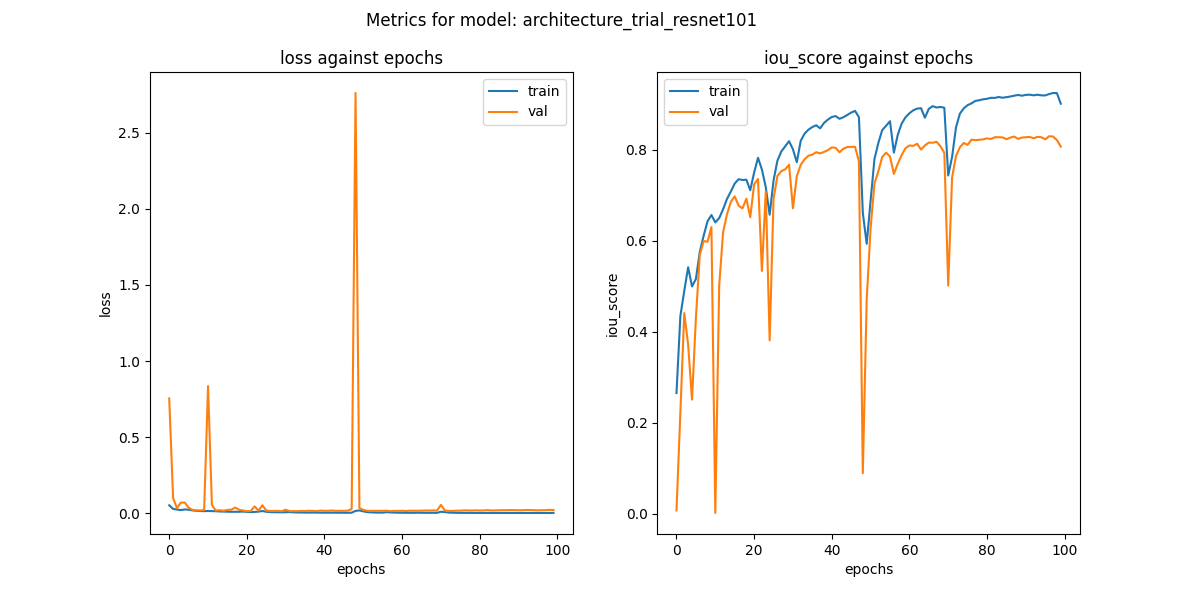 Metrics for model: architecture_trial_resnet101
loss against epochs
train
val
2.5
2.0
1.5
1.0
0.5
0.0
loss
0 20 40 60 80 100
epochs
iou_score against epochs
train
val
0.8
0.6
0.4
0.2
0.0
iou_score
0 20 40 60 80 100
epochs